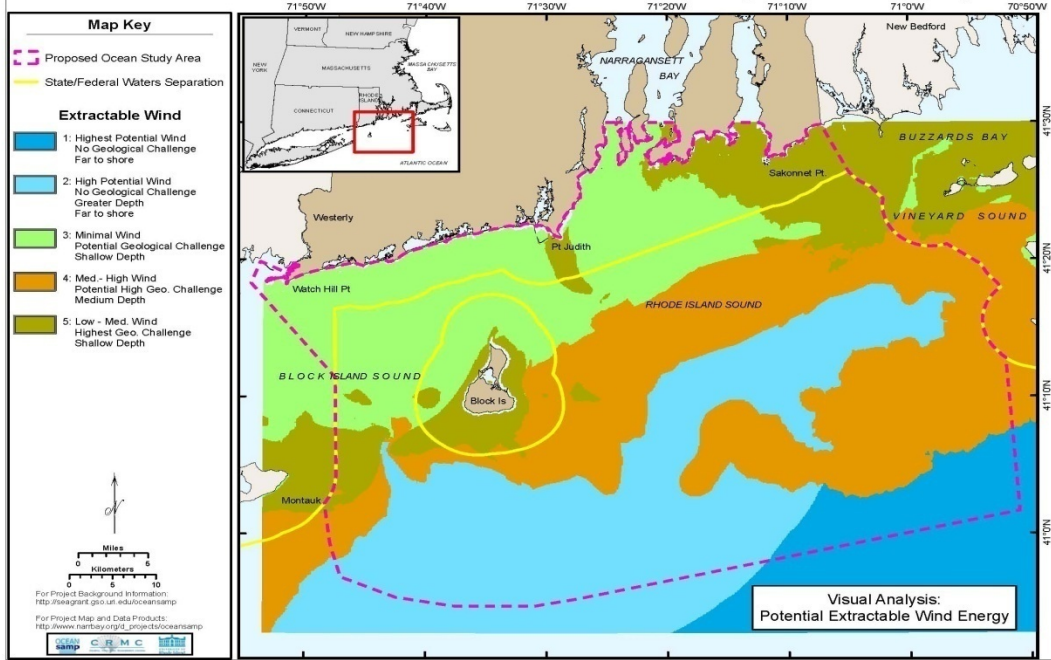 Map Key
Proposed Ocean Study Area
State/Federal Waters Separation
Extractable Wind
1: Highest Potential Wind
No Geological Challenge
Far to shore
2: High Potential Wind
No Geological Challenge
Greater Depth
Far to shore
3: Minimal Wind
Potential Geological Challenge
Shallow Depth
4: Med.- High Wind
Potential High Geo. Challenge
Medium Depth
5: Low - Med. Wind
Highest Geo. Challenge
Shallow Depth
N
Miles
0 5 10
Kilometers
0 5 10
For Project Background Information:
http://seagrant.gso.uri.edu/oceansamp
For Project Map and Data Products:
http://www.narrbay.org/d_projects/oceansamp
OCEAN
samp
C R M C
71°50'W
71°40'W
71°30'W
71°20'W
71°10'W
71°0'W
70°50'W
VERMONT
NEW HAMPSHIRE
NEW
YORK
MASSACHUSETTS
MASSACHUSETTS
BAY
CONNECTICUT
RHODE
ISLAND
ATLANTIC OCEAN
NARRAGANSETT
BAY
New Bedford
BUZZARDS BAY
Sakonnet Pt
VINEYARD SOUND
Westerly
Pt Judith
Watch Hill Pt
RHODE ISLAND SOUND
BLOCK ISLAND SOUND
Block Is
Montauk
41°30'N
41°20'N
41°10'N
41°0'N
Visual Analysis:
Potential Extractable Wind Energy